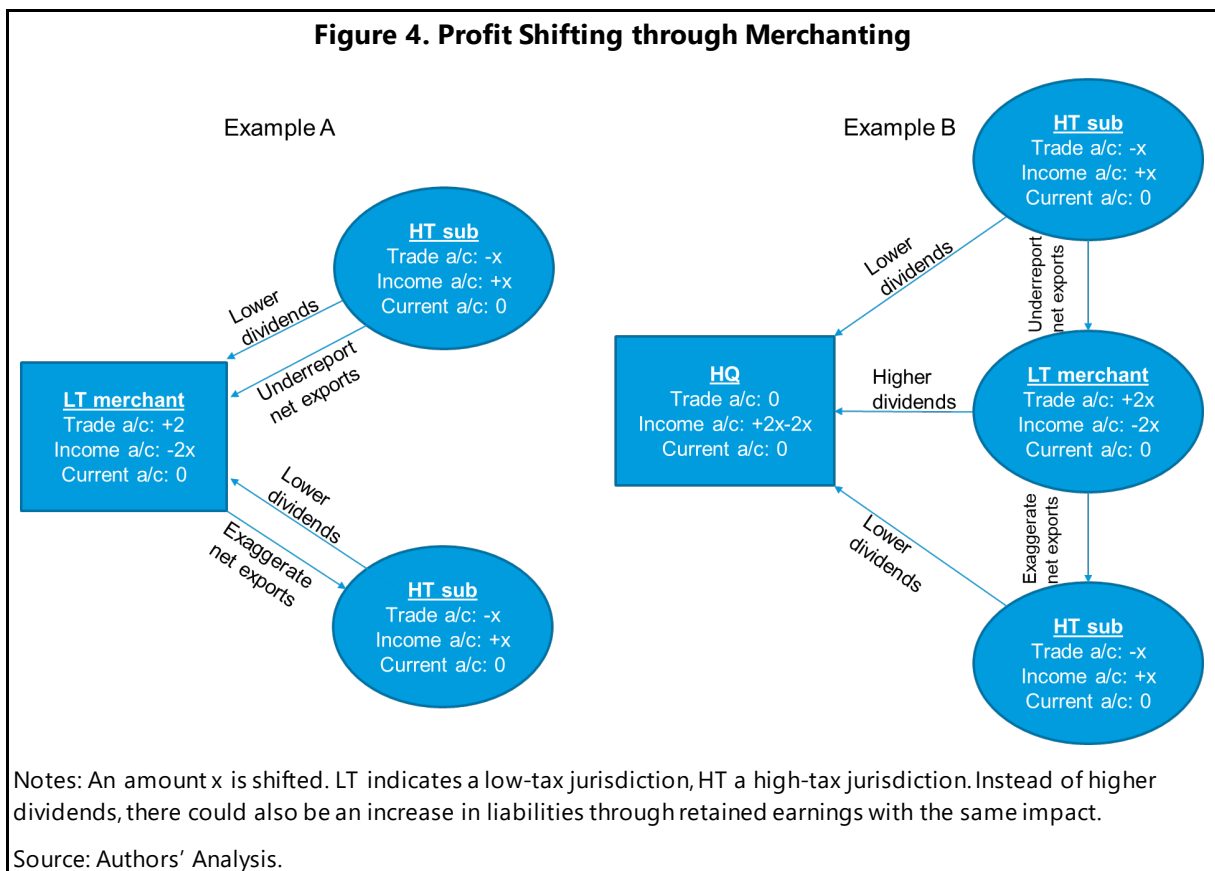 Figure 4. Profit Shifting through Merchanting
Example A
HT sub
Trade a/c: -x
Income a/c: +x
Current a/c: 0
Lower
dividends
Underreport
net exports
LT merchant
Trade a/c: +2
Income a/c: -2x
Current a/c: 0
Lower
dividends
Exaggerate
net exports
HT sub
Trade a/c: -x
Income a/c: +x
Current a/c: 0
Example B
HT sub
Trade a/c: -x
Income a/c: +x
Current a/c: 0
Lower
dividends
Underreport
net exports
HQ
Trade a/c: 0
Income a/c: +2x-2x
Current a/c: 0
Higher
dividends
LT merchant
Trade a/c: +2x
Income a/c: -2x
Current a/c: 0
Lower
dividends
Exaggerate
net exports
HT sub
Trade a/c: -x
Income a/c: +x
Current a/c: 0
Notes: An amount x is shifted. LT indicates a low-tax jurisdiction, HT a high-tax jurisdiction. Instead of higher
dividends, there could also be an increase in liabilities through retained earnings with the same impact.
Source: Authors' Analysis.